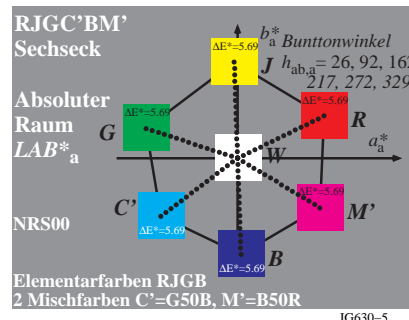 RJGC’BM’
Sechseck
b*a
Bunttonwinkel
hab,a = 26, 92, 162
217, 272, 329
ΔE*=5.69
J
Absoluter
Raum
LAB*a
ΔE*=5.69
G
ΔE*=5.69
R
a*a
W
C’
ΔE*=5.69
M’
ΔE*=5.69
NRS00
B
ΔE*=5.69
Elementarfarben RJGB
2 Mischfarben C’=G50B, M’=B50R
JG630-5